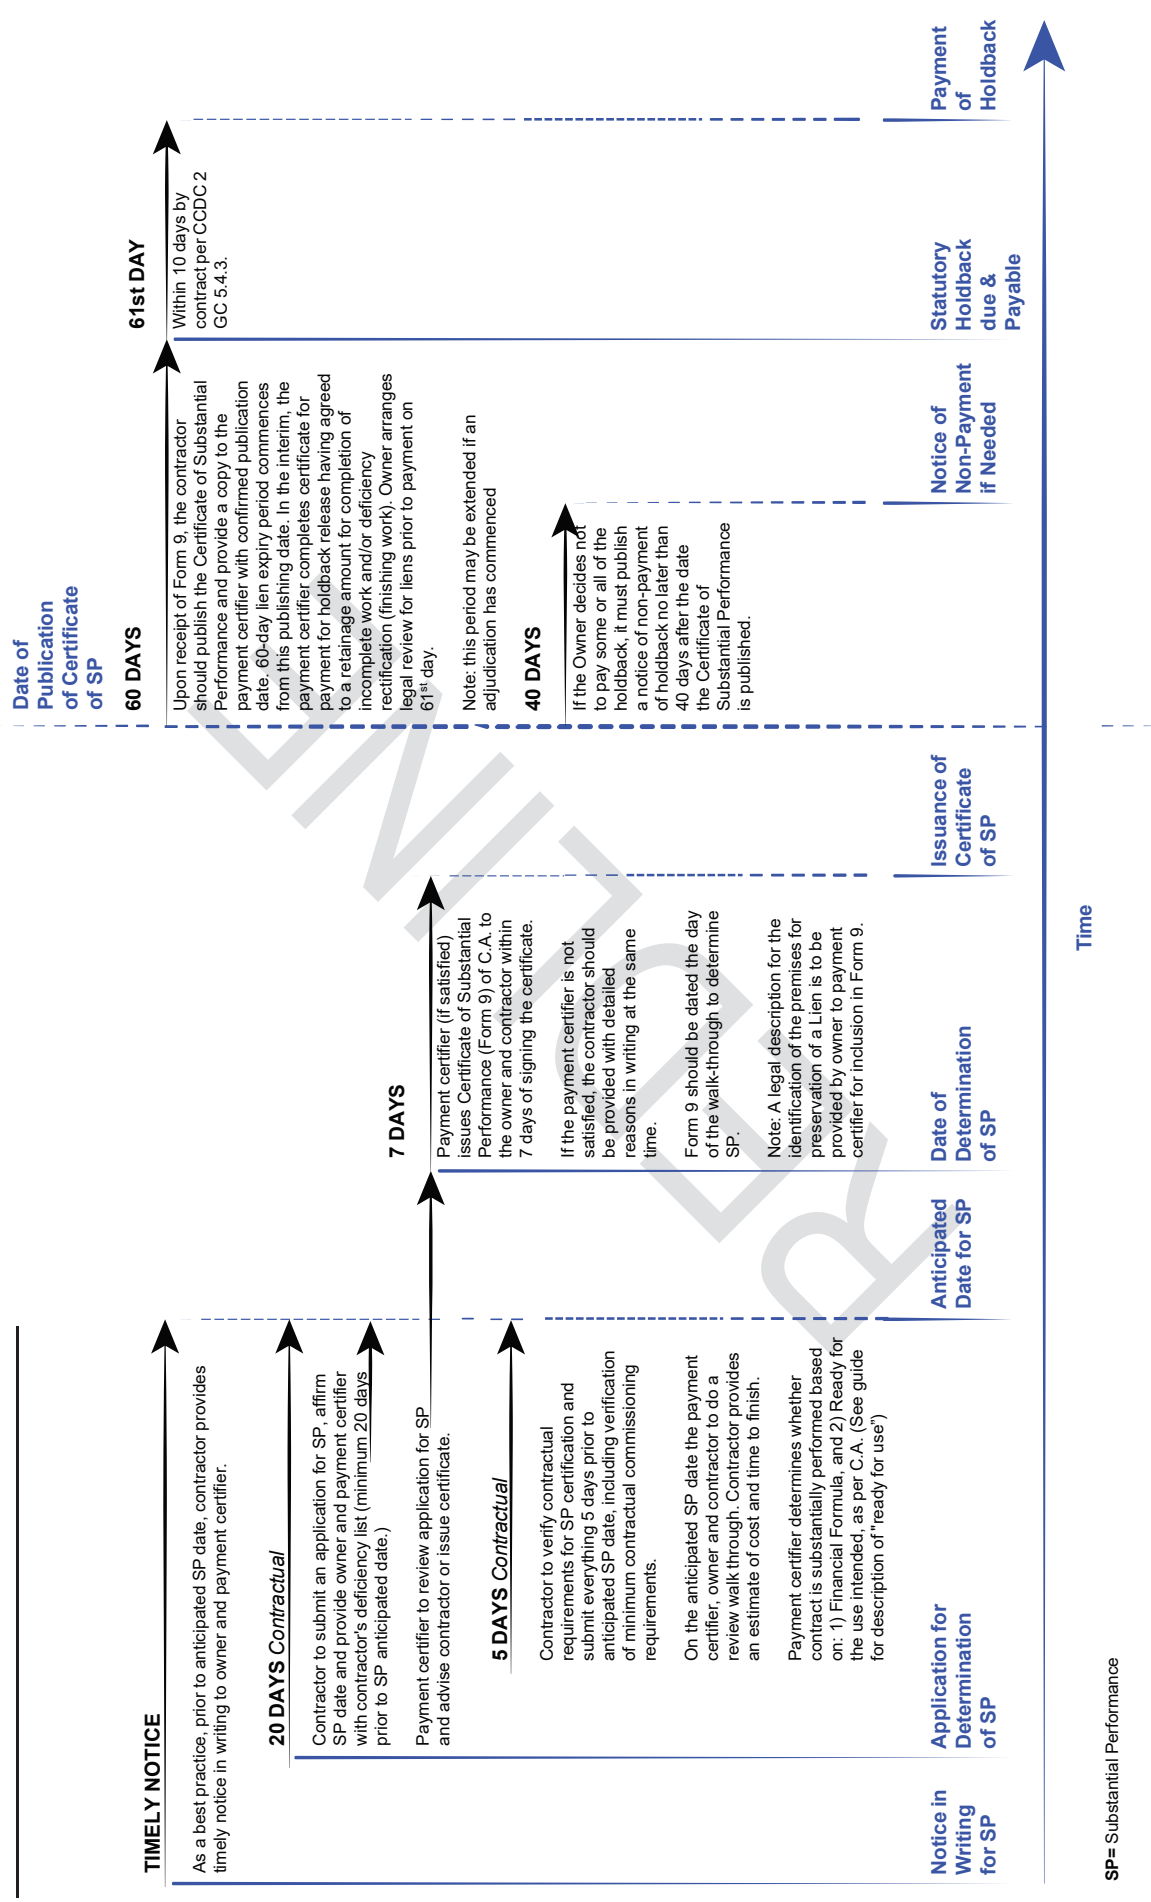 Date of
Publication
of Certificate
of SP
TIMELY NOTICE
As a best practice, prior to anticipated SP date, contractor provides
timely notice in writing to owner and payment certifier.
20 DAYS Contractual
Contractor to submit an application for SP, affirm
SP date and provide owner and payment certifier
with contractor's deficiency list (minimum 20 days
prior to SP anticipated date.)
Payment certifier to review application for SP
and advise contractor or issue certificate.
5 DAYS Contractual
Contractor to verify contractual
requirements for SP certification and
submit everything 5 days prior to
anticipated SP date, including verification
of minimum contractual commissioning
requirements.
On the anticipated SP date the payment
certifier, owner and contractor to do a
review walk through. Contractor provides
an estimate of cost and time to finish.
Payment certifier determines whether
contract is substantially performed based
on: 1) Financial Formula, and 2) Ready for
the use intended, as per C.A. (See guide
for description of "ready for use")
7 DAYS
Payment certifier (if satisfied)
issues Certificate of Substantial
Performance (Form 9) of C.A. to
the owner and contractor within
7 days of signing the certificate.
If the payment certifier is not
satisfied, the contractor should
be provided with detailed
reasons in writing at the same
time.
Form 9 should be dated the day
of the walk-through to determine
SP.
Note: A legal description for the
identification of the premises for
preservation of a Lien is to be
provided by owner to payment
certifier for inclusion in Form 9.
60 DAYS
Upon receipt of Form 9, the contractor
should publish the Certificate of Substantial
Performance and provide a copy to the
payment certifier with confirmed publication
date. 60-day lien expiry period commences
from this publishing date. In the interim, the
payment certifier completes certificate for
payment for holdback release having agreed
to a retainage amount for completion of
incomplete work and/or deficiency
rectification (finishing work). Owner arranges
legal review for liens prior to payment on
61st day.
Note: this period may be extended if an
adjudication has commenced
40 DAYS
If the Owner decides not
to pay some or all of the
holdback, it must publish
a notice of non-payment
of holdback no later than
40 days after the date
the Certificate of
Substantial Performance
is published.
61st DAY
Within 10 days by
contract per CCDC 2
GC 5.4.3.
Notice in
Writing
for SP
Application for
Determination
of SP
Anticipated
Date for SP
Date of
Determination
of SP
Issuance of
Certificate
of SP
Notice of
Non-Payment
if Needed
Statutory
Holdback
due &
Payable
Payment
of
Holdback
Time
SP= Substantial Performance
REDLINE